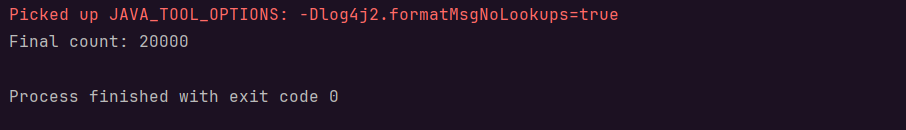 Picked up JAVA_TOOL_OPTIONS: -Dlog4j2.formatMsgNoLookups=true
Final count: 20000
Process finished with exit code 0